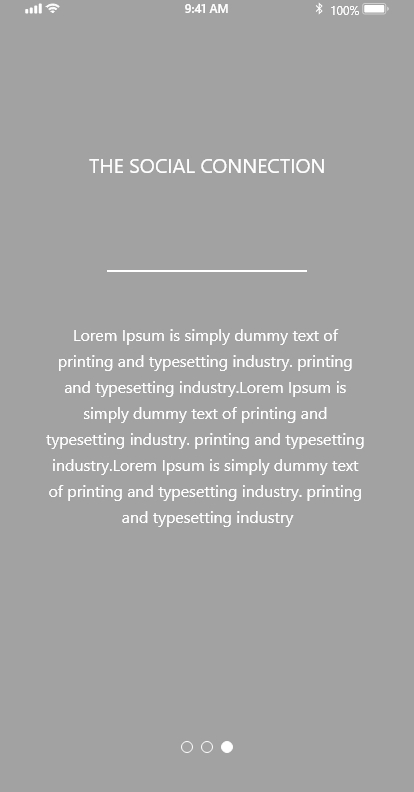 9:41 AM 100%
THE SOCIAL CONNECTION
Lorem Ipsum is simply dummy text of
printing and typesetting industry. printing
and typesetting industry.Lorem Ipsum is
simply dummy text of printing and
typesetting industry. printing and typesetting
industry.Lorem Ipsum is simply dummy text
of printing and typesetting industry. printing
and typesetting industry